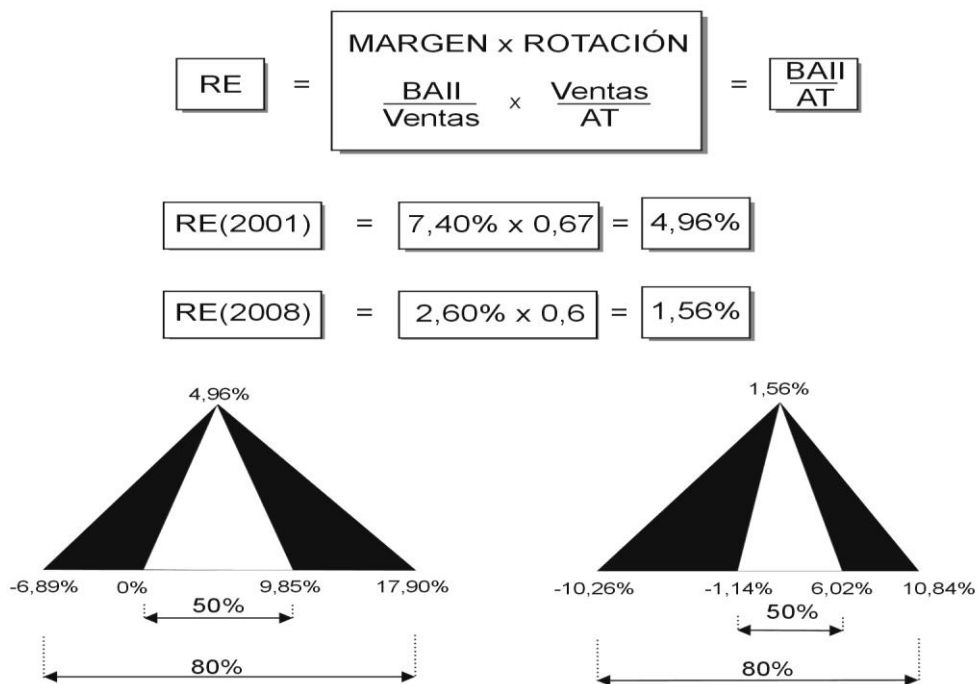 MARGEN x ROTACIÓN
RE = BAII / Ventas x Ventas / AT = BAII / AT
RE(2001) = 7,40% x 0,67 = 4,96%
RE(2008) = 2,60% x 0,6 = 1,56%
4,96%
-6,89% 0% 9,85% 17,90%
50%
80%
1,56%
-10,26% -1,14% 6,02% 10,84%
50%
80%